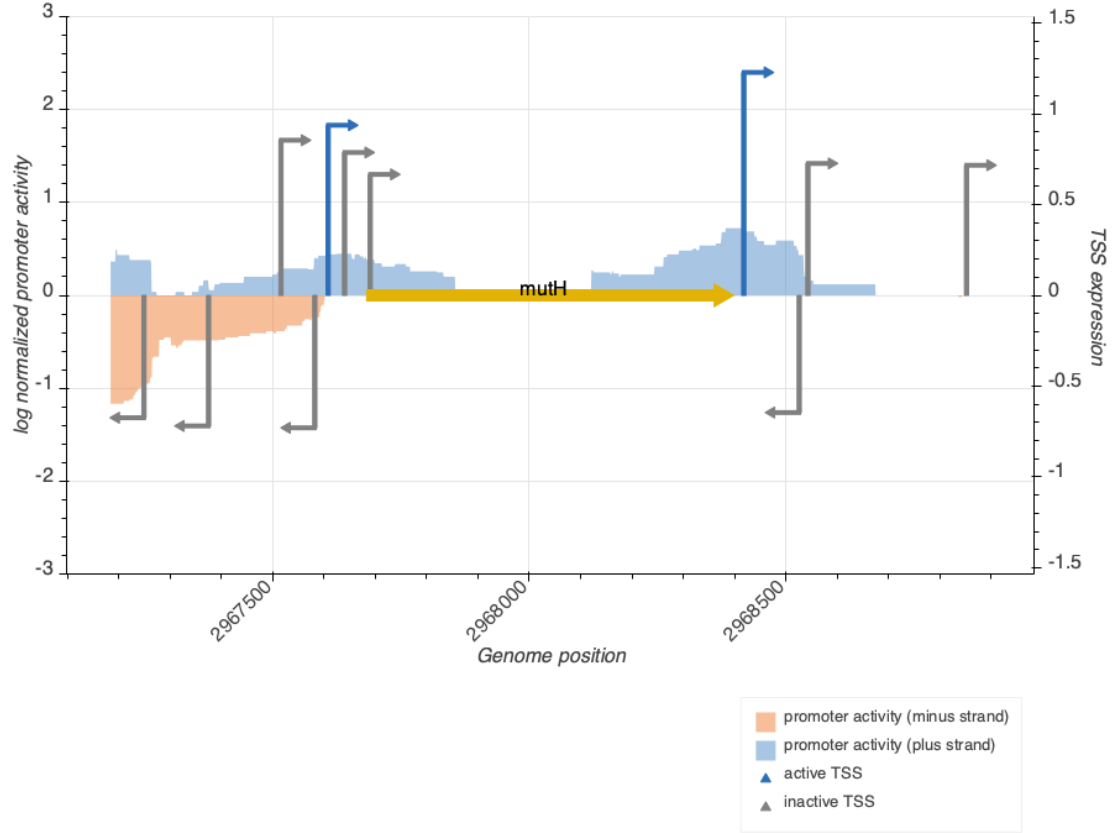 3
2
1
0
-1
-2
-3
log normalized promoter activity
1.5
1
0.5
0
-0.5
-1
-1.5
TSS expression
mutH
2967500
2968000
2968500
Genome position
promoter activity (minus strand)
promoter activity (plus strand)
active TSS
inactive TSS